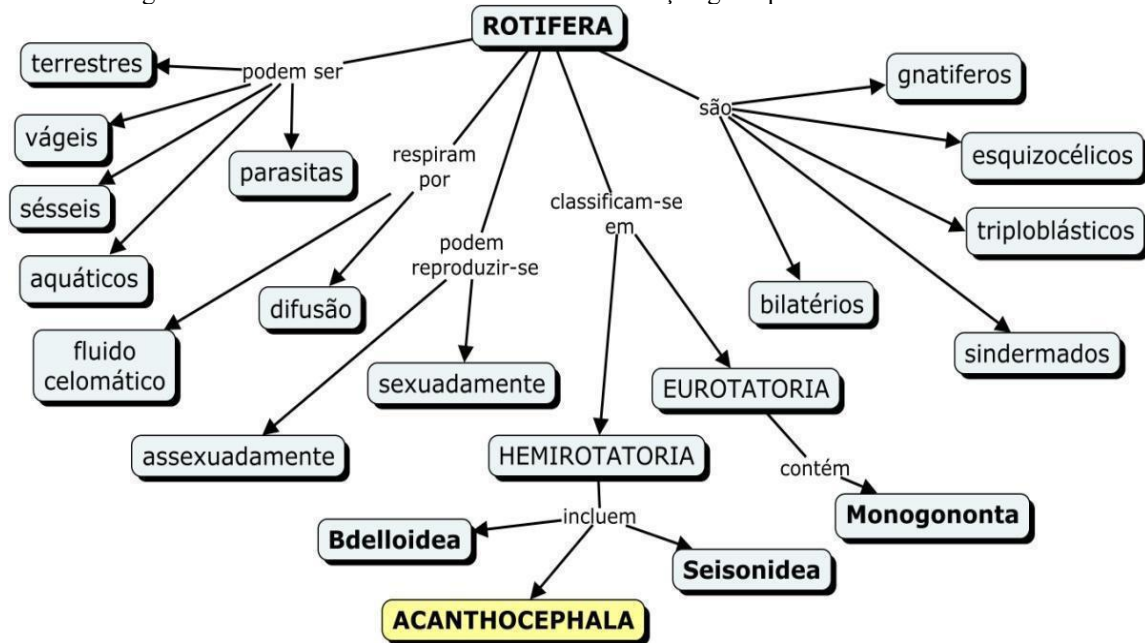 ROTIFERA
terrestres
podem ser
gnatiferos
são
vágeis
parasitas
respiram
por
esquizocélicos
sésseis
classificam-se
em
triploblásticos
aquáticos
podem
reproduzir-se
difusão
bilatérios
fluido
celomático
sindermados
sexuadamente
EUROTATORIA
assexuadamente
HEMIROTATORIA
contém
incluem
Monogononta
Bdelloidea
Seisonidea
ACANTHOCEPHALA